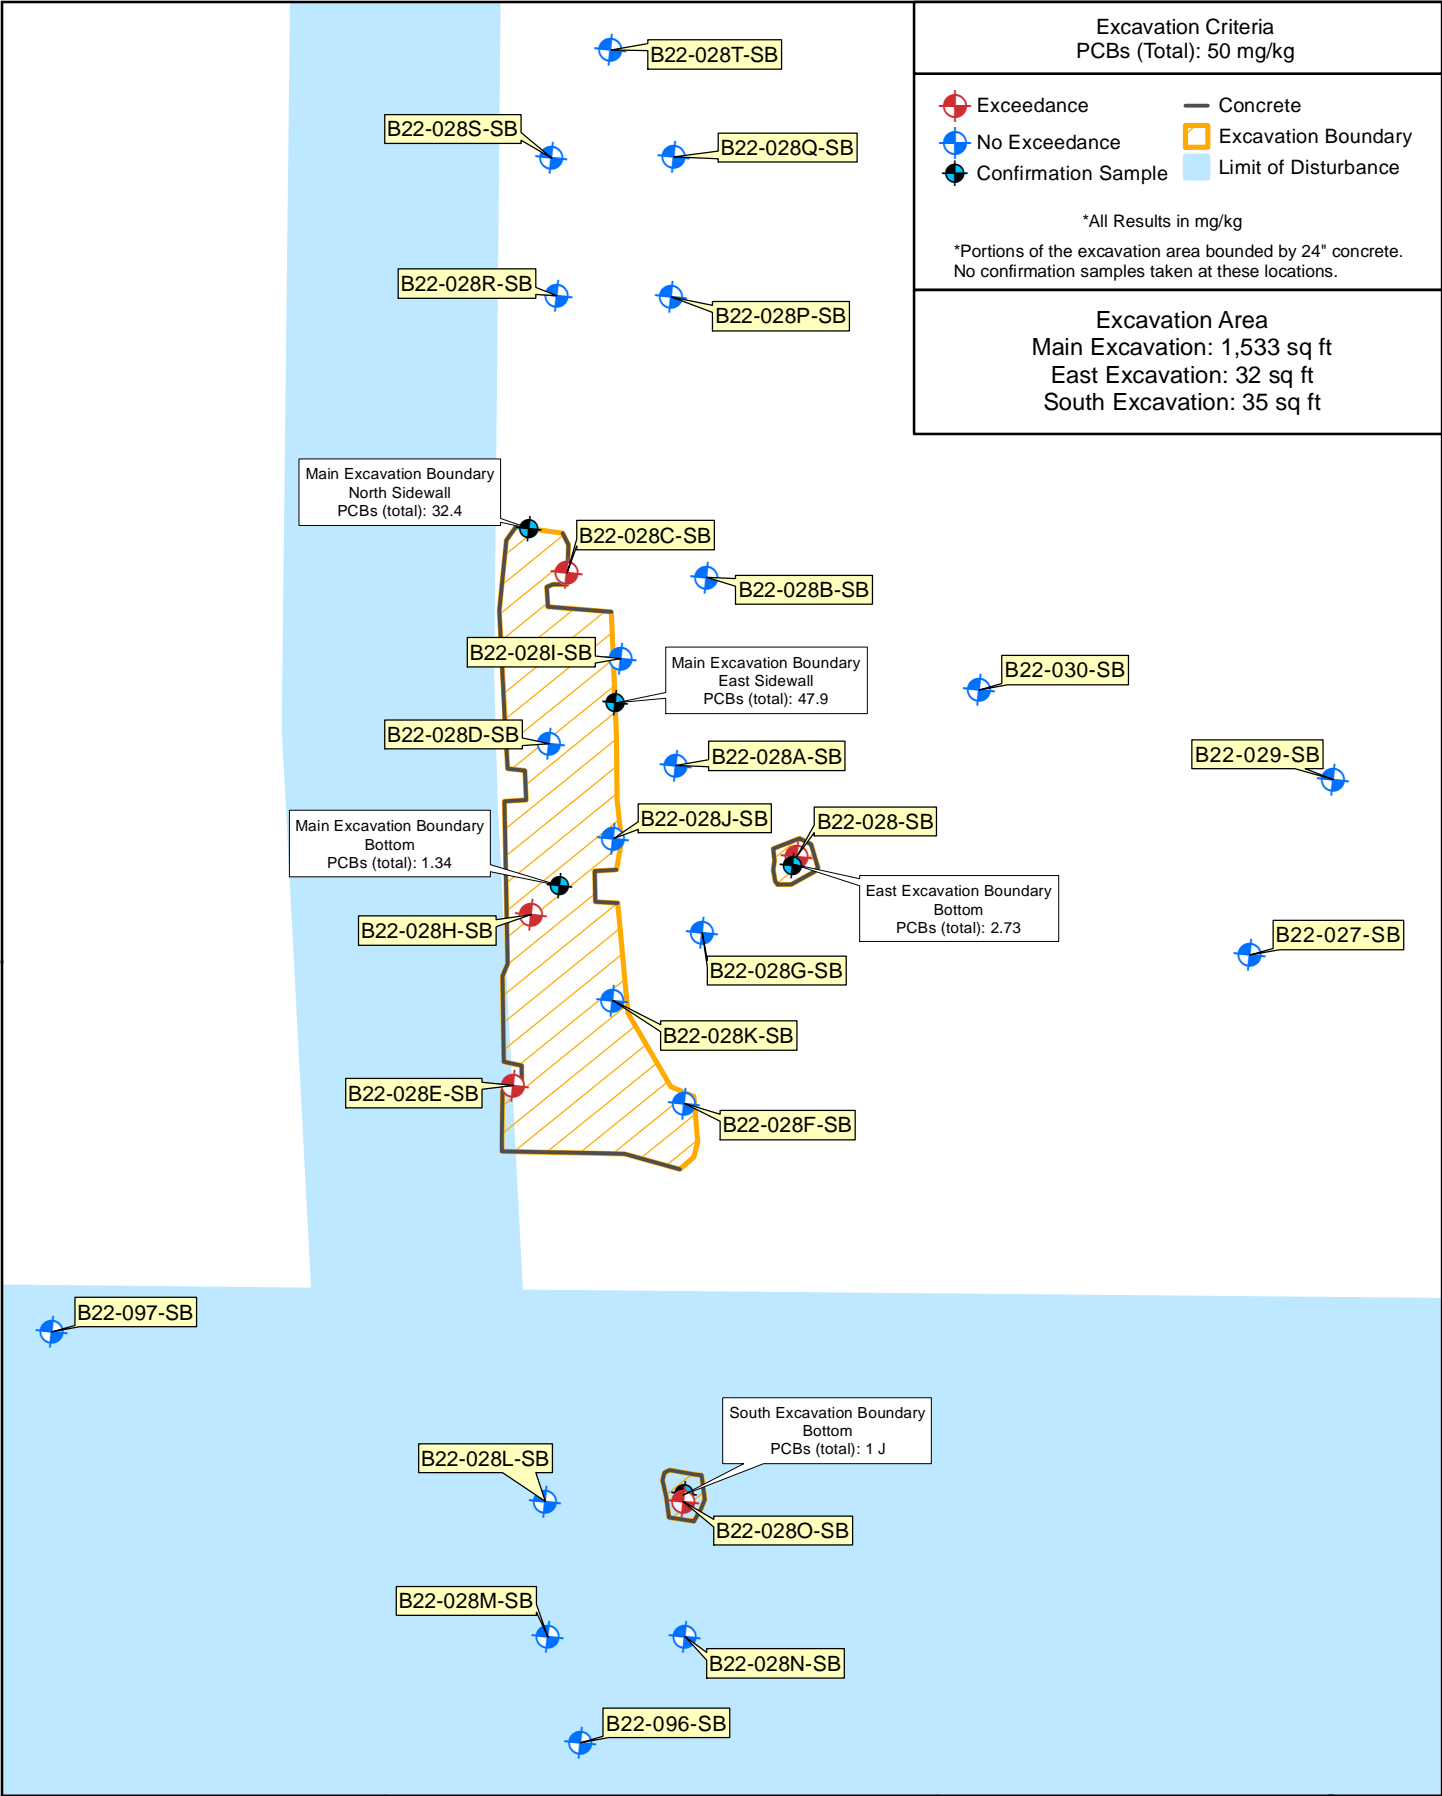 Excavation Criteria
PCBs (Total): 50 mg/kg
Exceedance
No Exceedance
Confirmation Sample
Concrete
Excavation Boundary
Limit of Disturbance
*All Results in mg/kg
*Portions of the excavation area bounded by 24" concrete.
No confirmation samples taken at these locations.
Excavation Area
Main Excavation: 1,533 sq ft
East Excavation: 32 sq ft
South Excavation: 35 sq ft
B22-028T-SB
B22-028S-SB
B22-028Q-SB
B22-028R-SB
B22-028P-SB
Main Excavation Boundary
North Sidewall
PCBs (total): 32.4
B22-028C-SB
B22-028B-SB
B22-028I-SB
Main Excavation Boundary
East Sidewall
PCBs (total): 47.9
B22-030-SB
B22-028D-SB
B22-028A-SB
B22-029-SB
B22-028J-SB
B22-028-SB
Main Excavation Boundary
Bottom
PCBs (total): 1.34
East Excavation Boundary
Bottom
PCBs (total): 2.73
B22-028H-SB
B22-027-SB
B22-028G-SB
B22-028K-SB
B22-028E-SB
B22-028F-SB
B22-097-SB
South Excavation Boundary
Bottom
PCBs (total): 1 J
B22-028L-SB
B22-028O-SB
B22-028M-SB
B22-028N-SB
B22-096-SB